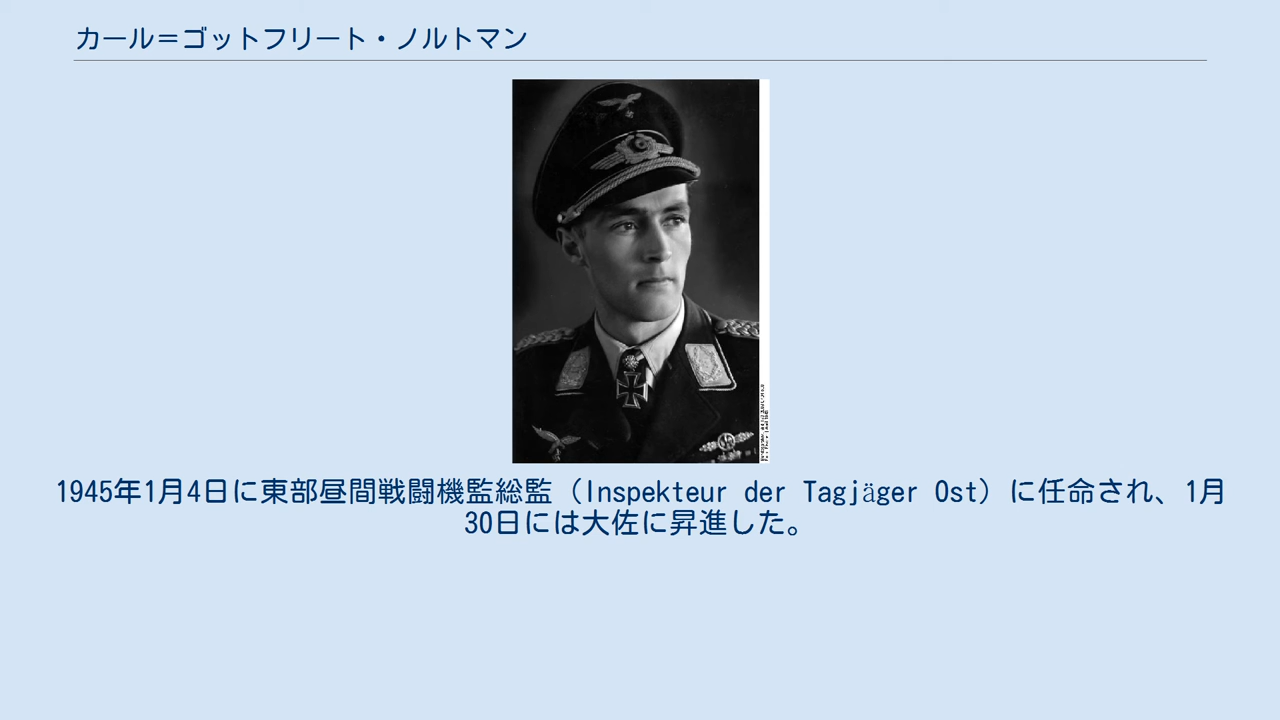 カール＝ゴットフリート・ノルトマン
1945年1月4日に東部昼間戦闘機監総監（Inspekteur der Tagjäger Ost）に任命され、1月
30日には大佐に昇進した。